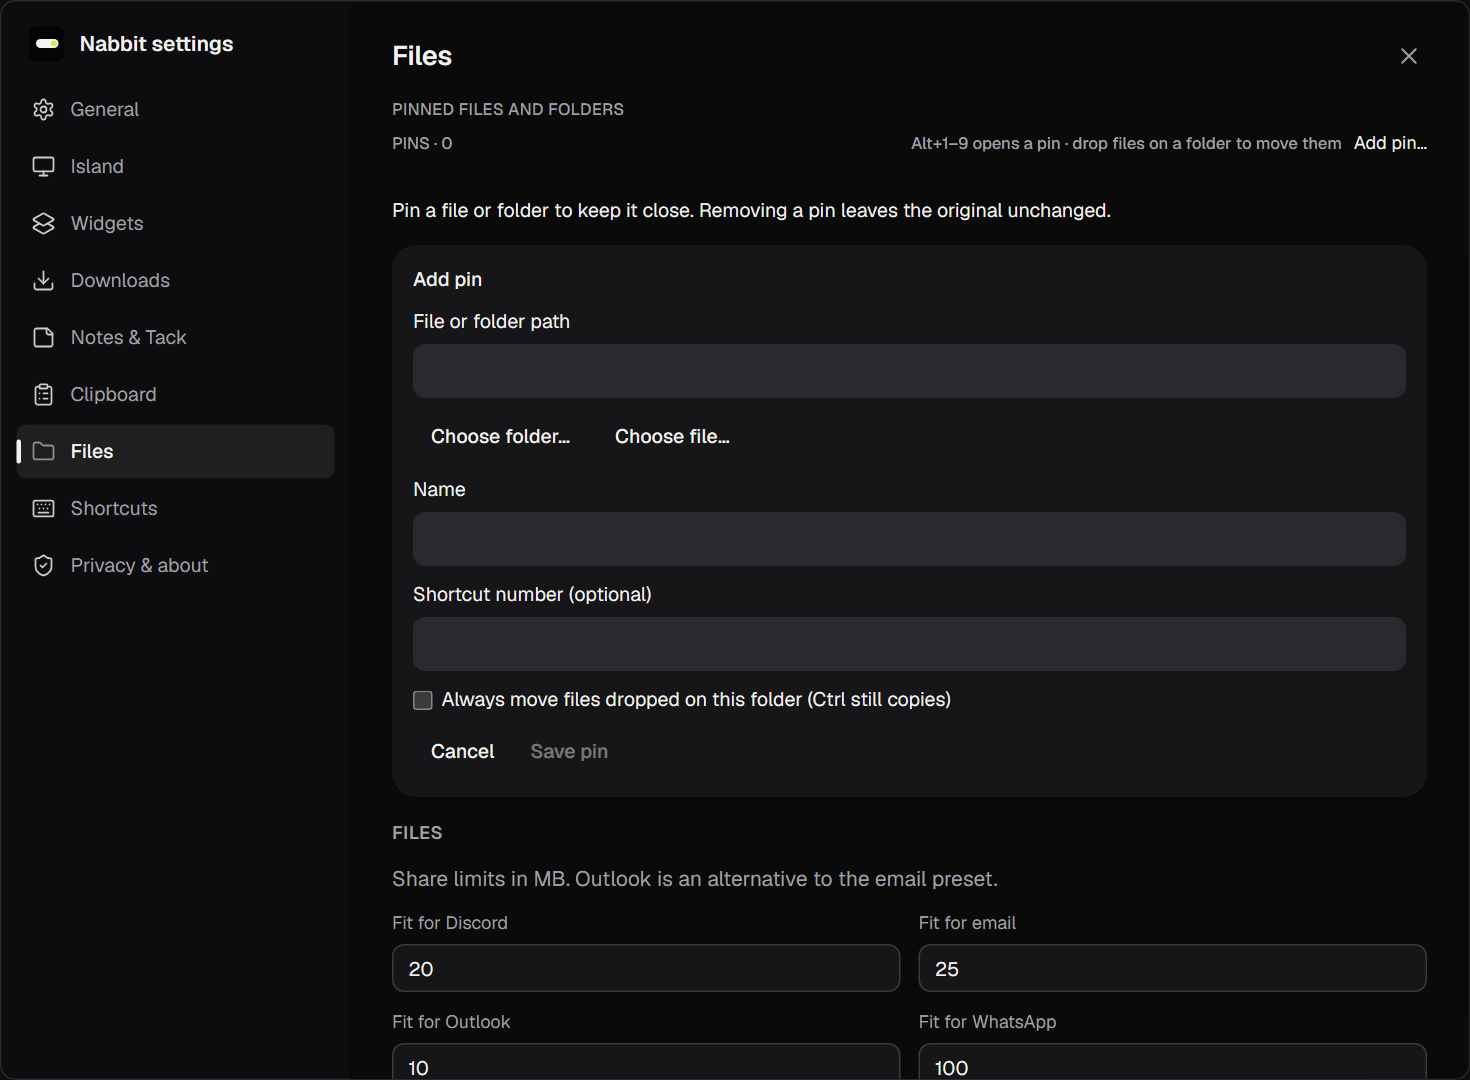 Nabbit settings
General
Island
Widgets
Downloads
Notes & Tack
Clipboard
Files
Shortcuts
Privacy & about
Files
PINNED FILES AND FOLDERS
PINS · 0
Alt+1–9 opens a pin · drop files on a folder to move them
Add pin...
Pin a file or folder to keep it close. Removing a pin leaves the original unchanged.
Add pin
File or folder path
Choose folder...
Choose file...
Name
Shortcut number (optional)
Always move files dropped on this folder (Ctrl still copies)
Cancel
Save pin
FILES
Share limits in MB. Outlook is an alternative to the email preset.
Fit for Discord
Fit for email
20
25
Fit for Outlook
Fit for WhatsApp
10
100